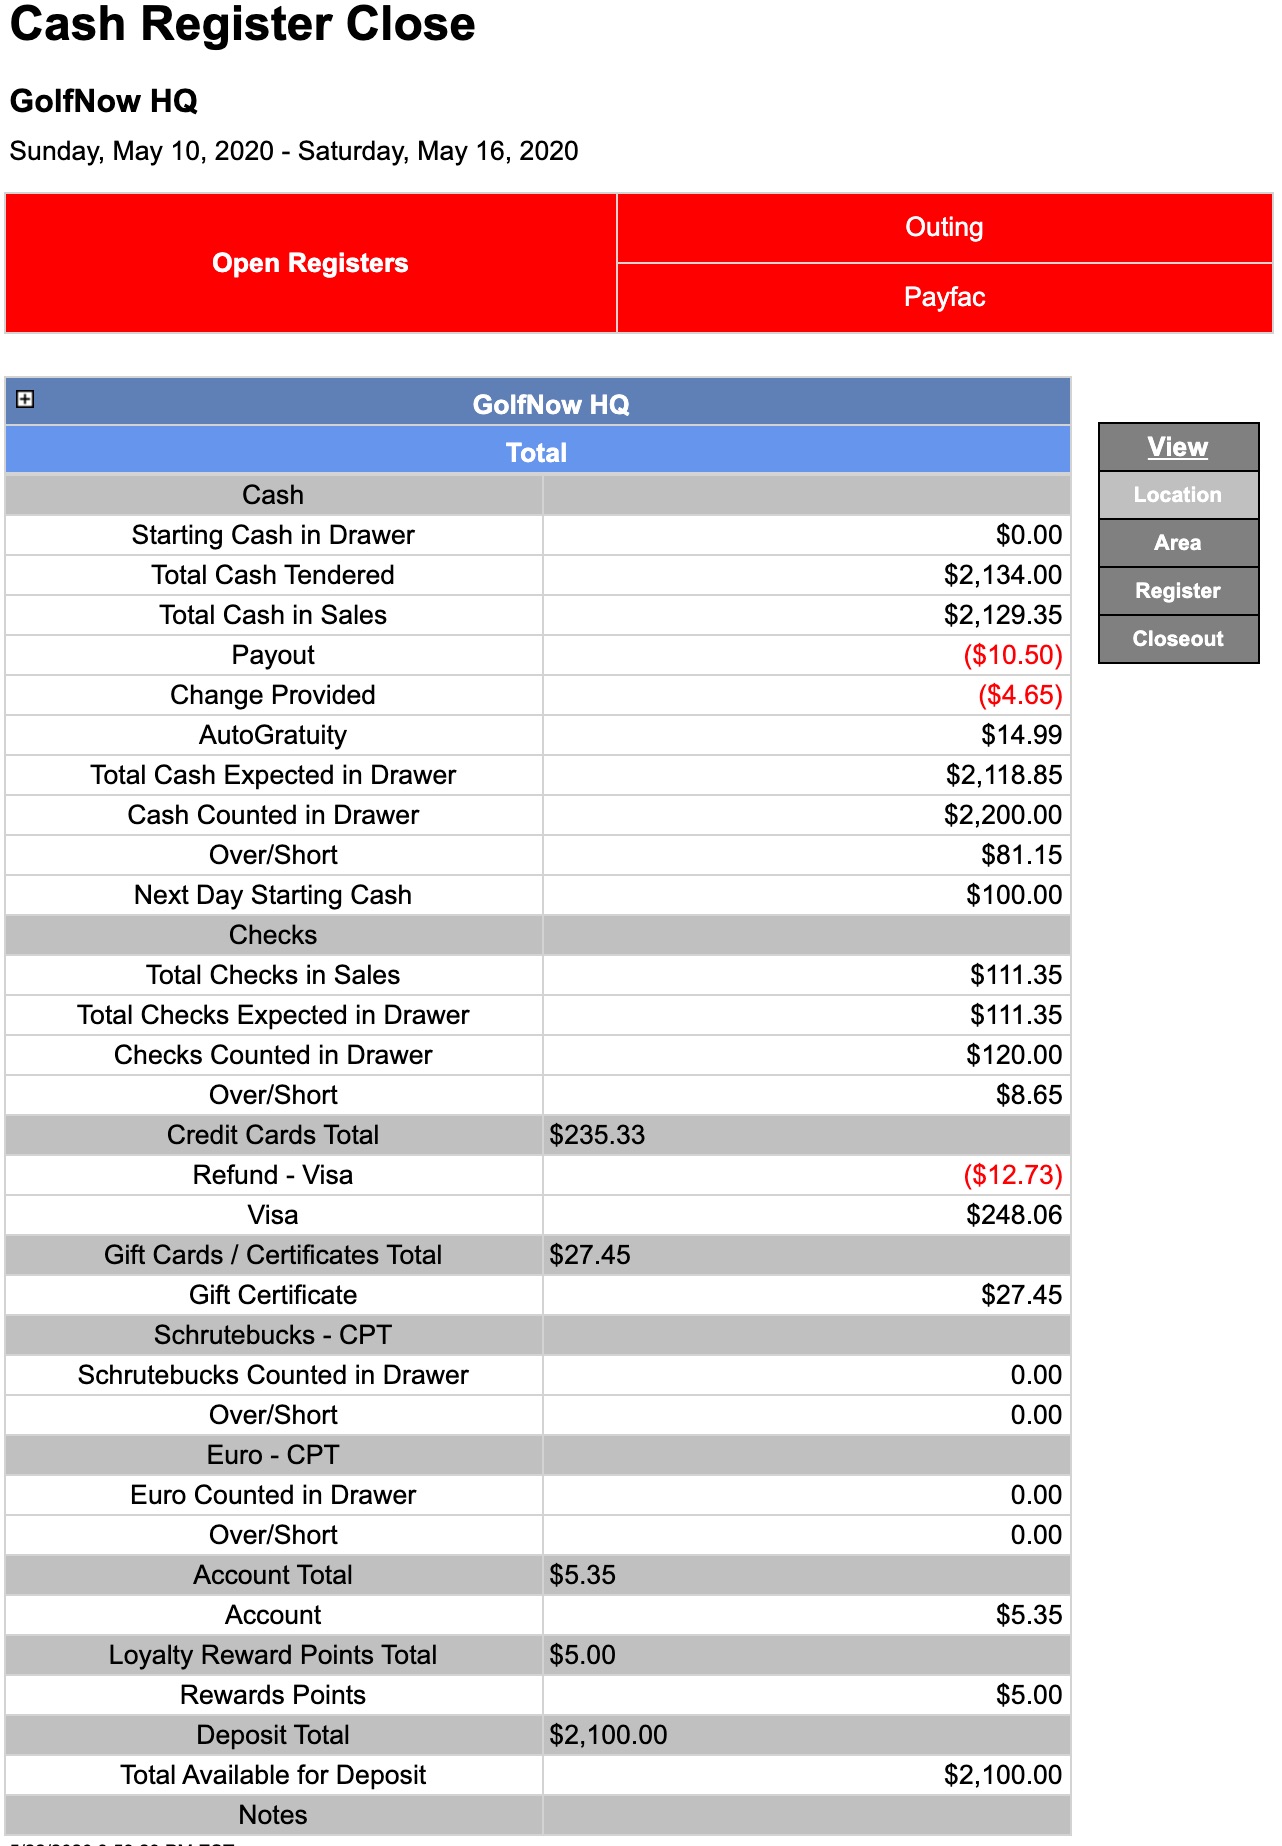 Cash Register Close
GolfNow HQ
Sunday, May 10, 2020 - Saturday, May 16, 2020
Open Registers
Outing
Payfac
GolfNow HQ
Total
View
Location
Area
Register
Closeout
Cash
Starting Cash in Drawer $0.00
Total Cash Tendered $2,134.00
Total Cash in Sales $2,129.35
Payout ($10.50)
Change Provided ($4.65)
AutoGratuity $14.99
Total Cash Expected in Drawer $2,118.85
Cash Counted in Drawer $2,200.00
Over/Short $81.15
Next Day Starting Cash $100.00
Checks
Total Checks in Sales $111.35
Total Checks Expected in Drawer $111.35
Checks Counted in Drawer $120.00
Over/Short $8.65
Credit Cards Total $235.33
Refund - Visa ($12.73)
Visa $248.06
Gift Cards / Certificates Total $27.45
Gift Certificate $27.45
Schrutebucks - CPT
Schrutebucks Counted in Drawer 0.00
Over/Short 0.00
Euro - CPT
Euro Counted in Drawer 0.00
Over/Short 0.00
Account Total $5.35
Account $5.35
Loyalty Reward Points Total $5.00
Rewards Points $5.00
Deposit Total $2,100.00
Total Available for Deposit $2,100.00
Notes